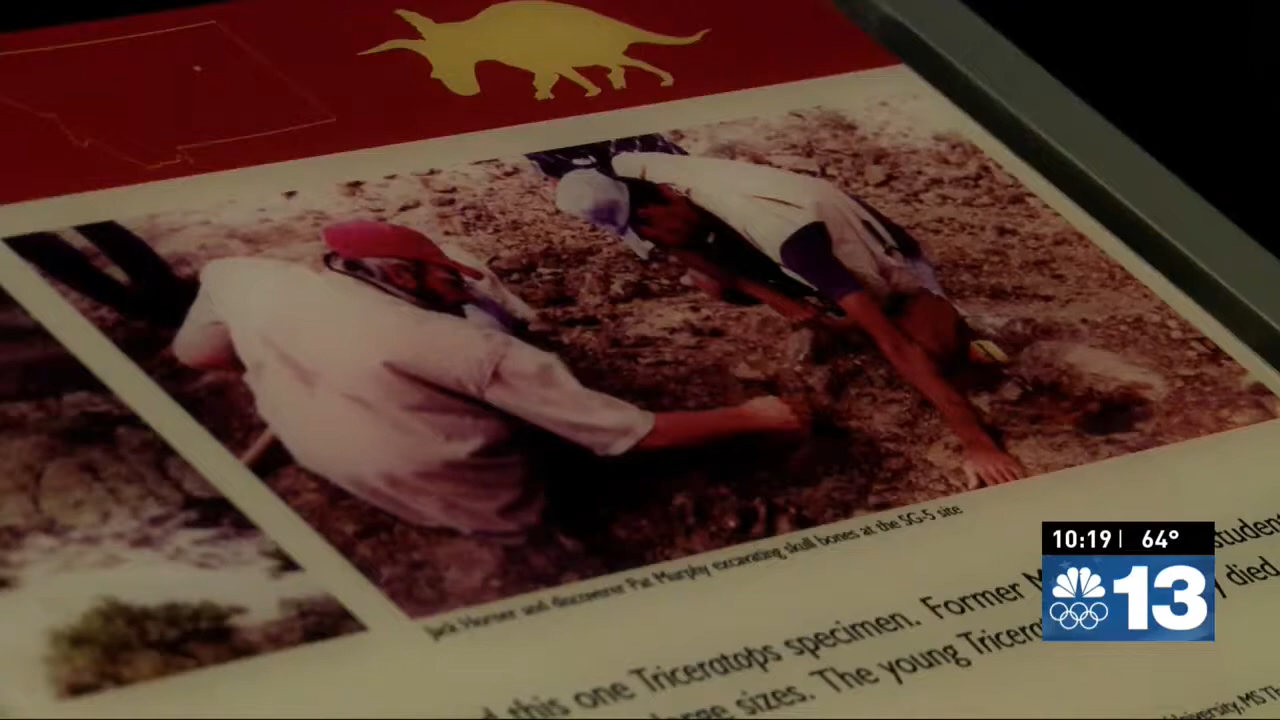 Jack Horner and discoverer Pat Murphy excavating skull bones at the SG-5 site
this one Triceratops specimen. Former
large sizes. The young
died
10:19 | 64°
13